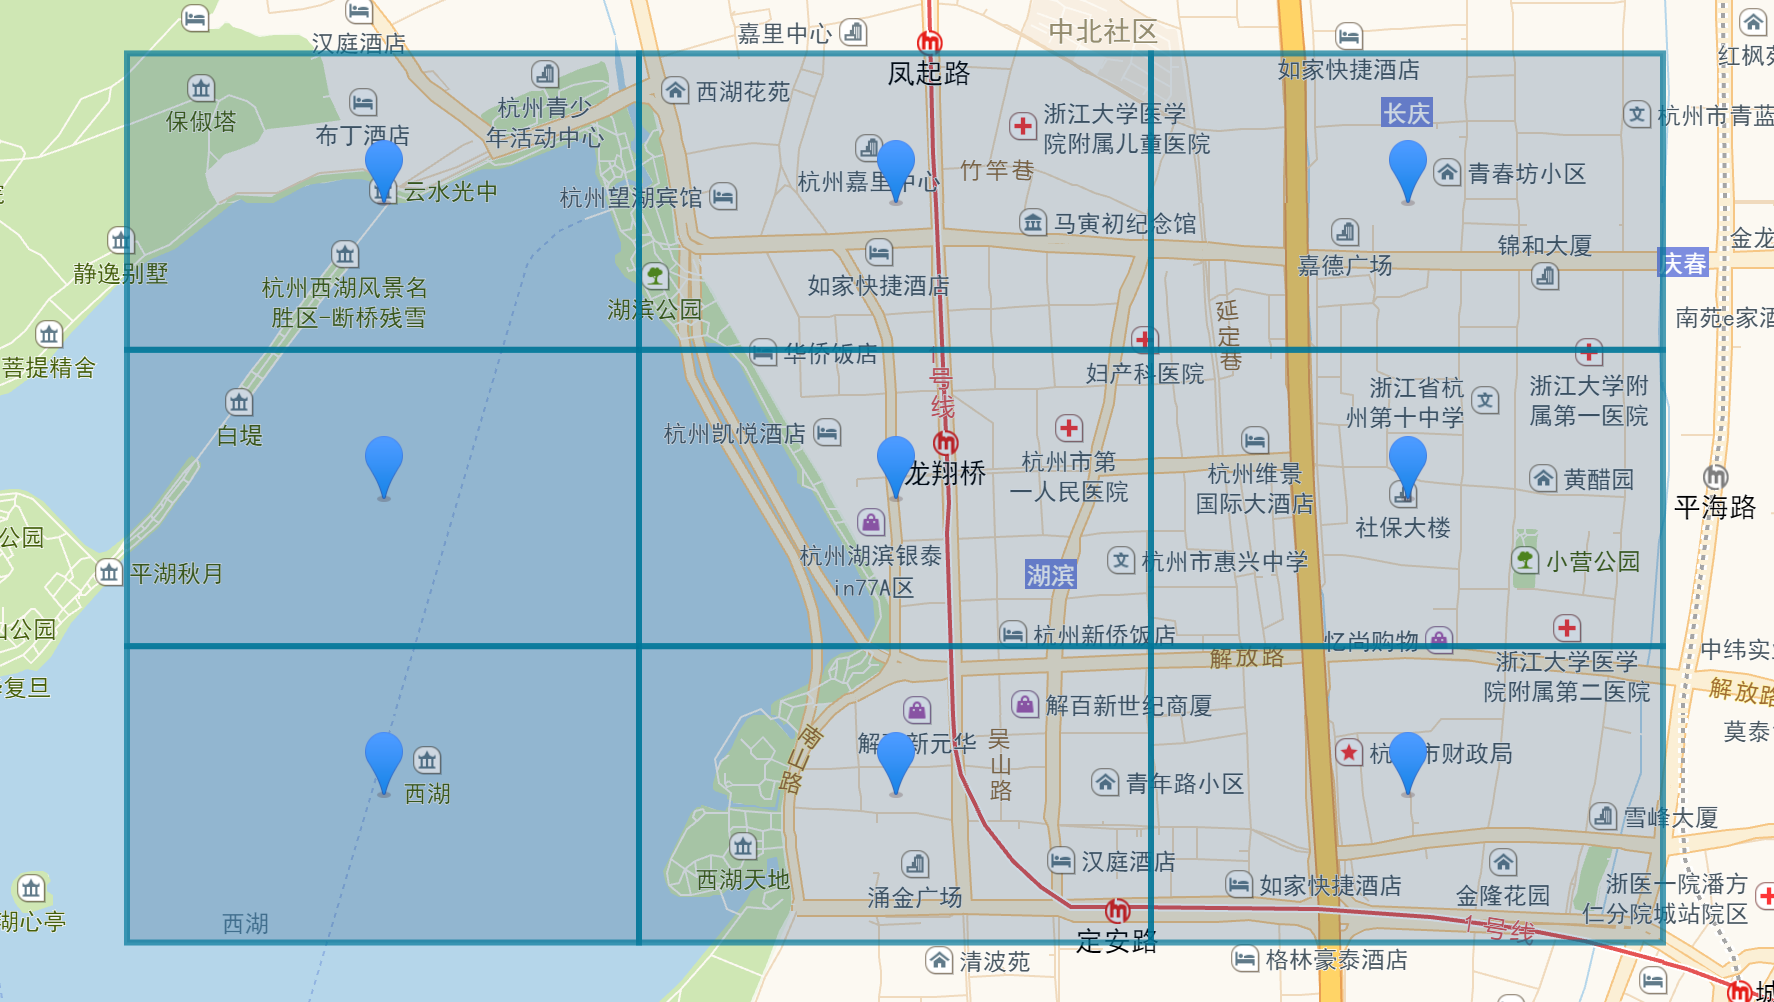 嘉里中心
中北社区
汉庭酒店
凤起路
如家快捷酒店
红枫苑
西湖花苑
保俶塔
杭州青少
年活动中心
布丁酒店
浙江大学医学
院附属儿童医院
长庆
杭州市青蓝
竹竿巷
杭州嘉里中心
青春坊小区
云水光中
杭州望湖宾馆
马寅初纪念馆
锦和大厦
金龙
静逸别墅
嘉德广场
庆春
杭州西湖风景名
胜区-断桥残雪
如家快捷酒店
湖滨公园
延定巷
南苑e家酒
菩提精舍
华侨饭店
1号线
妇产科医院
浙江省杭
州第十中学
浙江大学附
属第一医院
白堤
杭州凯悦酒店
龙翔桥
杭州市第
一人民医院
杭州维景
国际大酒店
黄醋园
平海路
社保大楼
公园
杭州湖滨银泰
in77A区
湖滨
杭州市惠兴中学
小营公园
平湖秋月
山公园
杭州新侨饭店
忆尚购物
解放路
浙江大学医学
院附属第二医院
中纬实
复旦
解放路
解百新世纪商厦
南山路
解百新元华
吴山路
杭州市财政局
莫泰
西湖
青年路小区
雪峰大厦
西湖天地
汉庭酒店
涌金广场
如家快捷酒店
金隆花园
浙医一院潘方
仁分院城站院区
湖心亭
西湖
1号线
定安路
清波苑
格林豪泰酒店
城